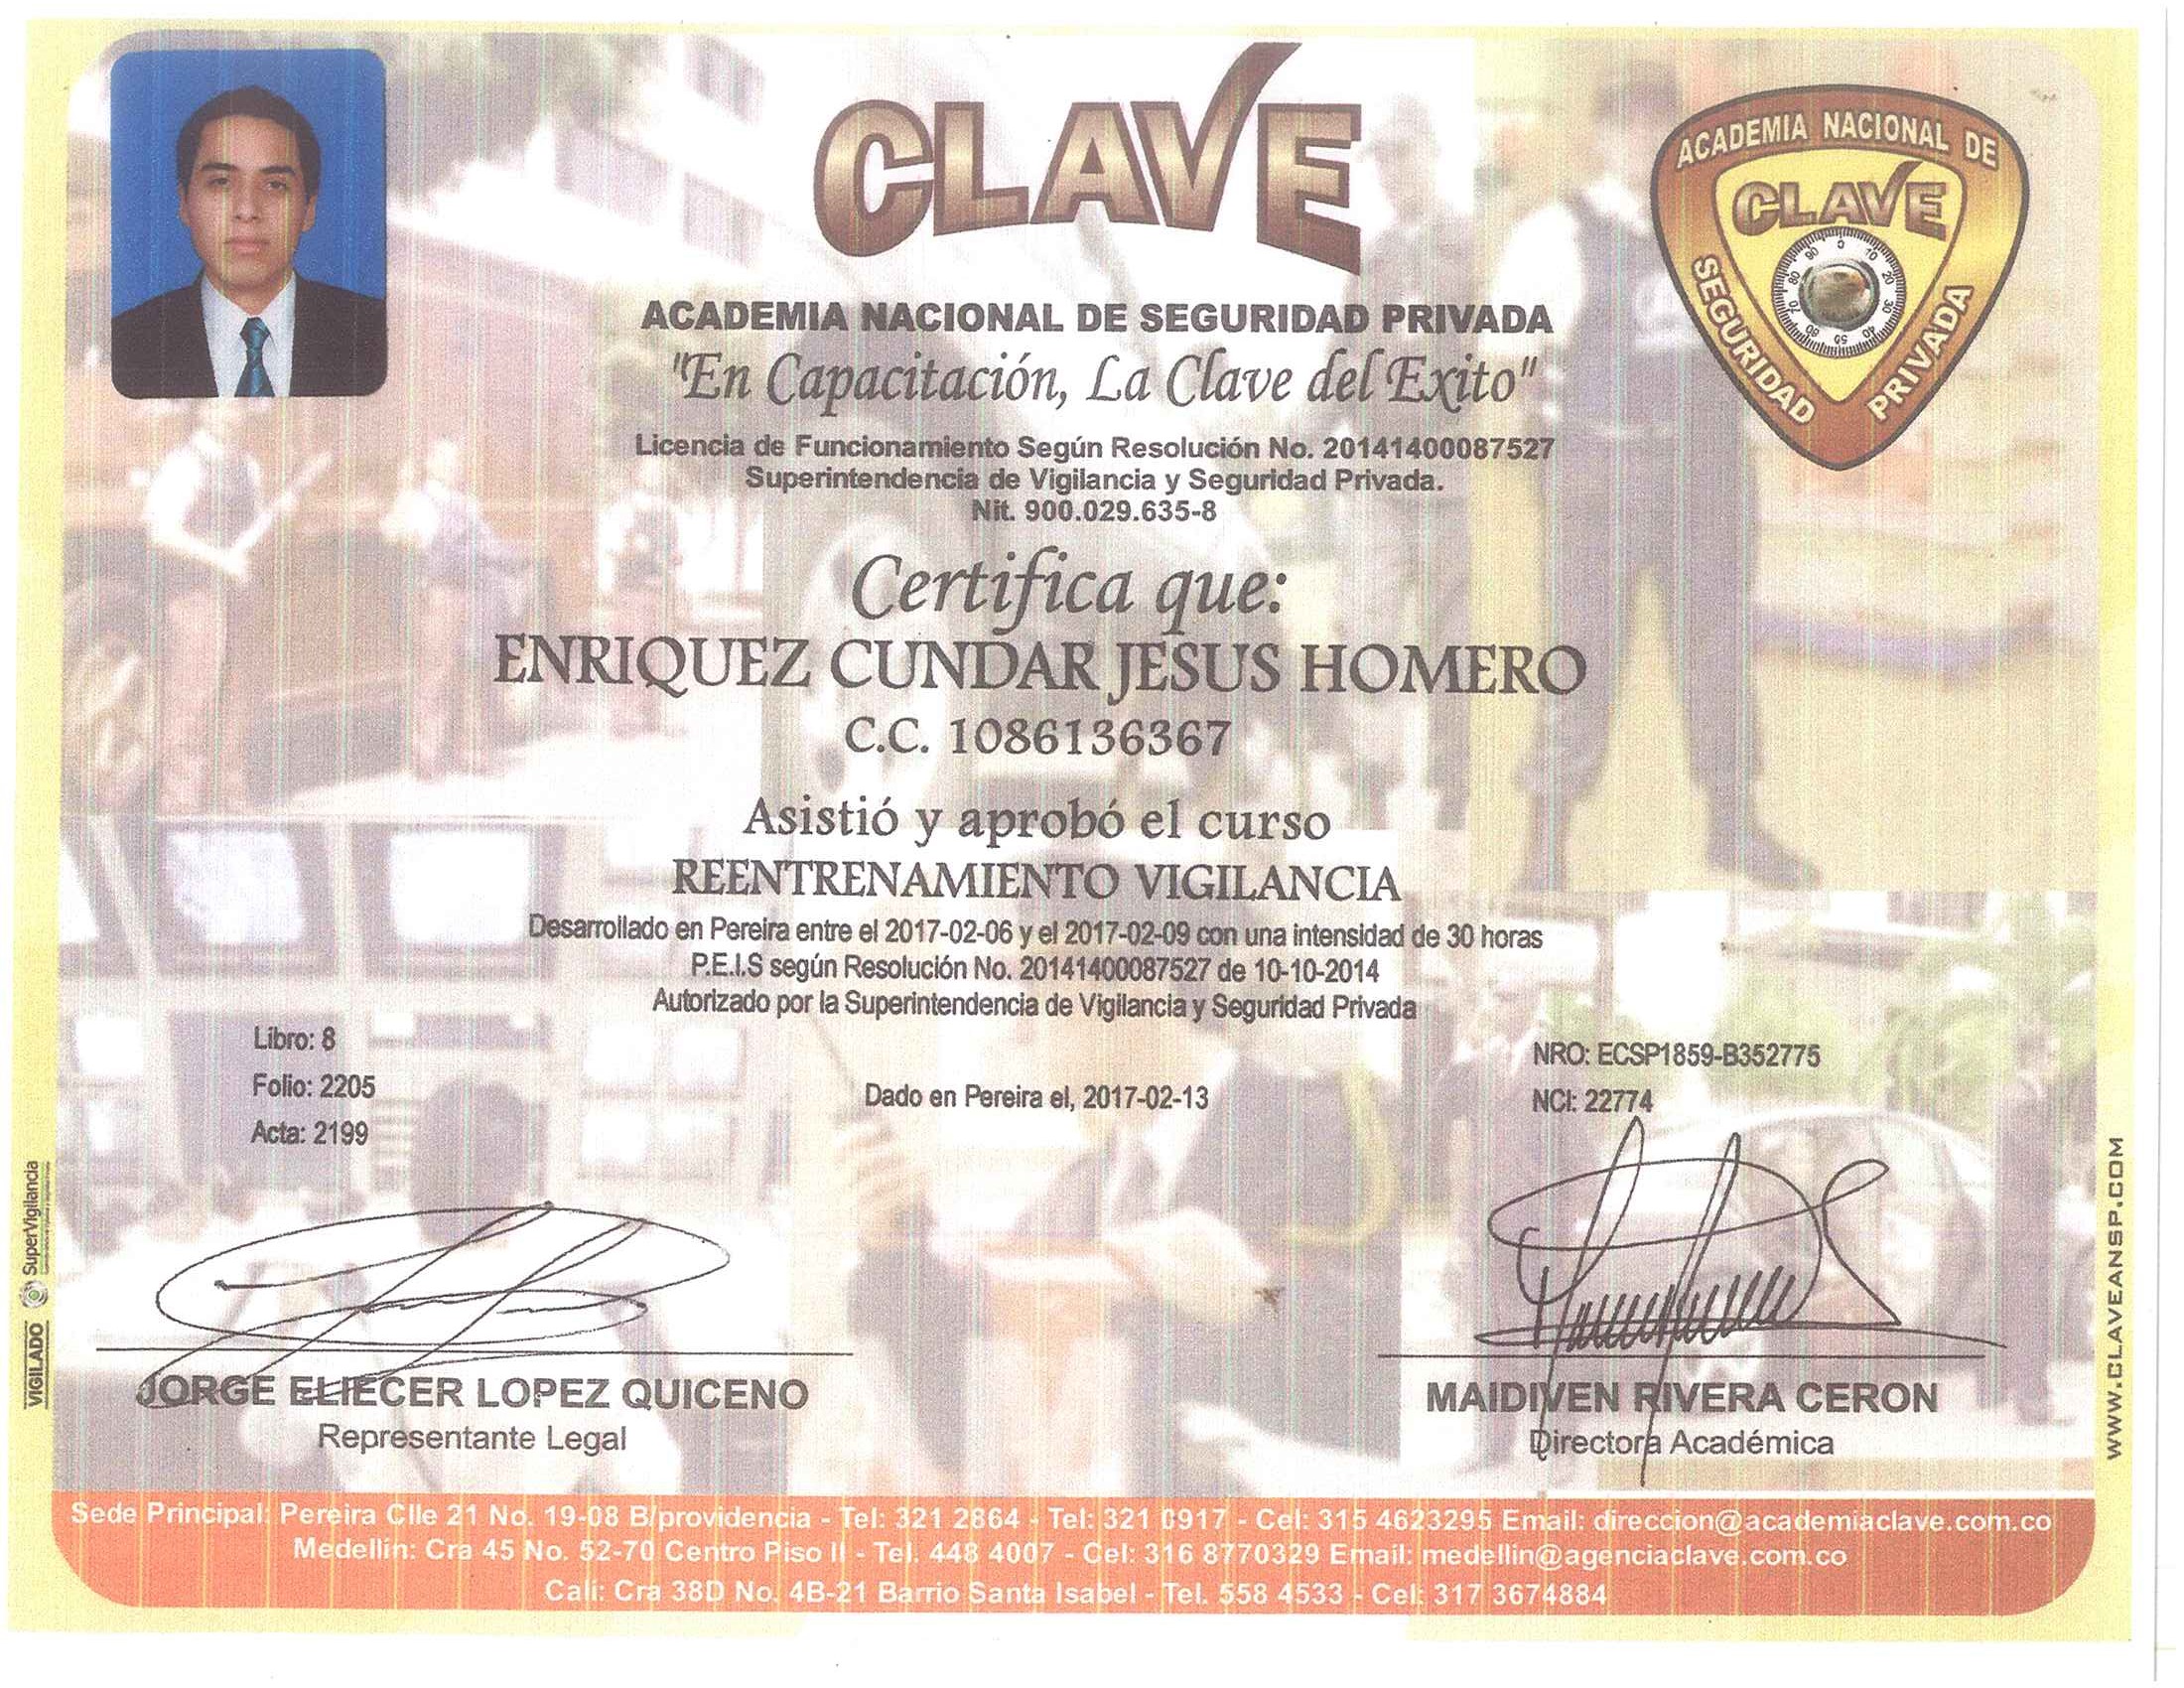 CLAVE
ACADEMIA NACIONAL DE
CLAVE
SEGURIDAD
PRIVADA
ACADEMIA NACIONAL DE SEGURIDAD PRIVADA
"En Capacitación, La Clave del Exito"
Licencia de Funcionamiento Según Resolución No. 20141400087527
Superintendencia de Vigilancia y Seguridad Privada.
Nit. 900.029.635-8
Certifica que:
ENRIQUEZ CUNDAR JESUS HOMERO
C.C. 1086136367
Asistió y aprobó el curso
REENTRENAMIENTO VIGILANCIA
Desarrollado en Pereira entre el 2017-02-06 y el 2017-02-09 con una intensidad de 30 horas
P.E.I.S según Resolución No. 20141400087527 de 10-10-2014
Autorizado por la Superintendencia de Vigilancia y Seguridad Privada
Libro: 8
Folio: 2205
Acta: 2199
Dado en Pereira el, 2017-02-13
NRO: ECSP1859-B352775
NCI: 22774
JORGE ELIECER LOPEZ QUICENO
Representante Legal
MAIDIVEN RIVERA CERON
Directora Académica
VIGILADO SuperVigilancia
WWW.CLAVEANSP.COM
Sede Principal: Pereira Clle 21 No. 19-08 B/providencia - Tel: 321 2864 - Tel: 321 0917 - Cel: 315 4623295 Email: direccion@academiaclave.com.co
Medellín: Cra 45 No. 52-70 Centro Piso II - Tel. 448 4007 - Cel: 316 8770329 Email: medellin@agenciaclave.com.co
Cali: Cra 38D No. 4B-21 Barrio Santa Isabel - Tel. 558 4533 - Cel: 317 3674884